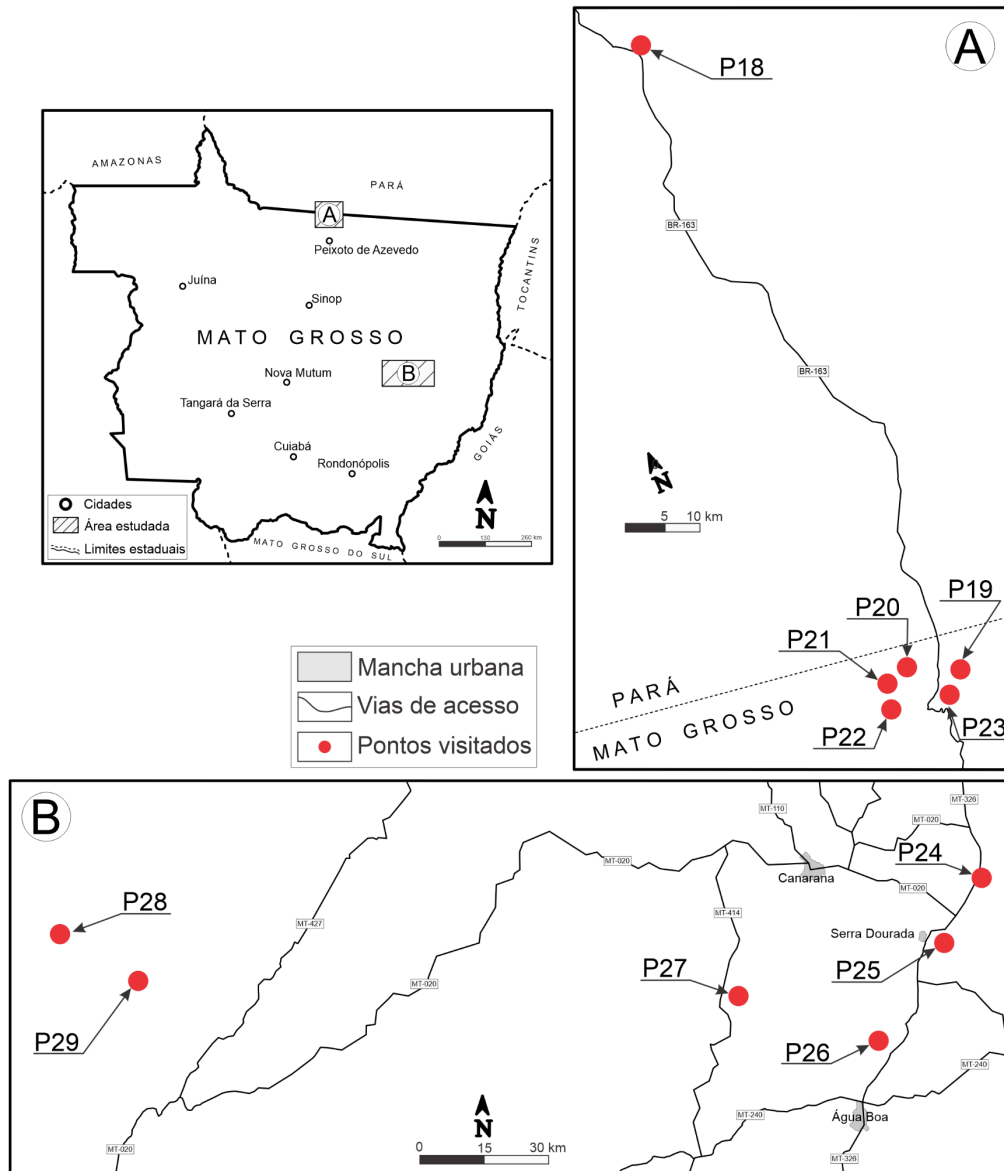 AMAZONAS
PARÁ
A
Peixoto de Azevedo
Juína
Sinop
TOCANTINS
MATO GROSSO
B
Nova Mutum
Tangará da Serra
Cuiabá
Rondonópolis
GOIÁS
Cidades
Área estudada
Limites estaduais
MATO GROSSO DO SUL
N
0 130 260 km
Mancha urbana
Vias de acesso
Pontos visitados
A
P18
BR-163
BR-163
N
5 10 km
P19
P20
P21
PARÁ
MATO GROSSO
P22
P23
B
MT-110
MT-326
MT-020
MT-020
P24
Canarana
MT-020
P28
MT-427
MT-414
Serra Dourada
P25
P27
MT-020
P29
P26
MT-240
N
MT-240
Água Boa
0 15 30 km
MT-020
MT-326